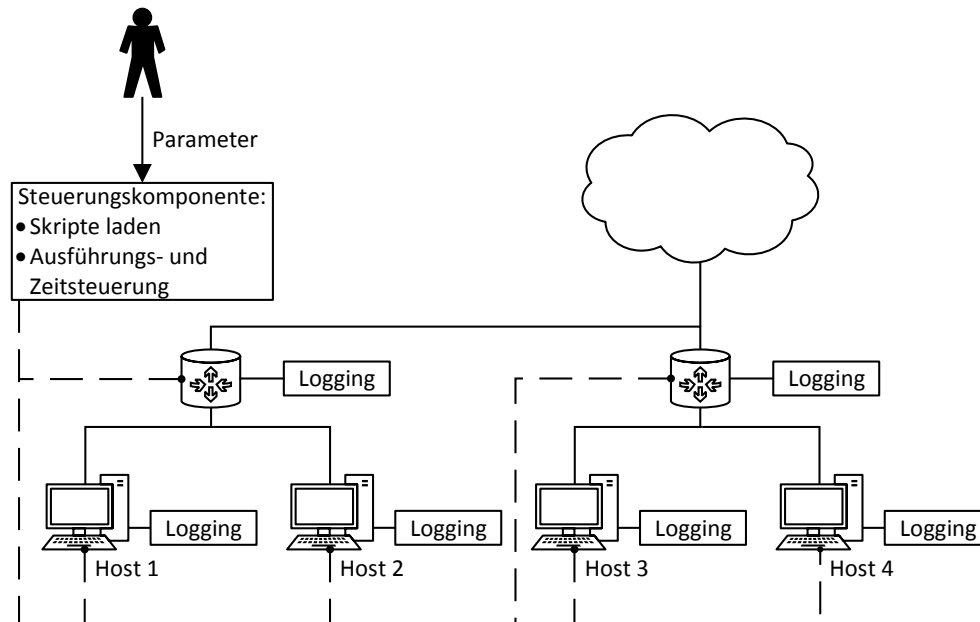 Parameter
Steuerungskomponente:
• Skripte laden
• Ausführungs- und
Zeitsteuerung
Logging
Logging
Logging
Logging
Logging
Logging
Host 1
Host 2
Host 3
Host 4